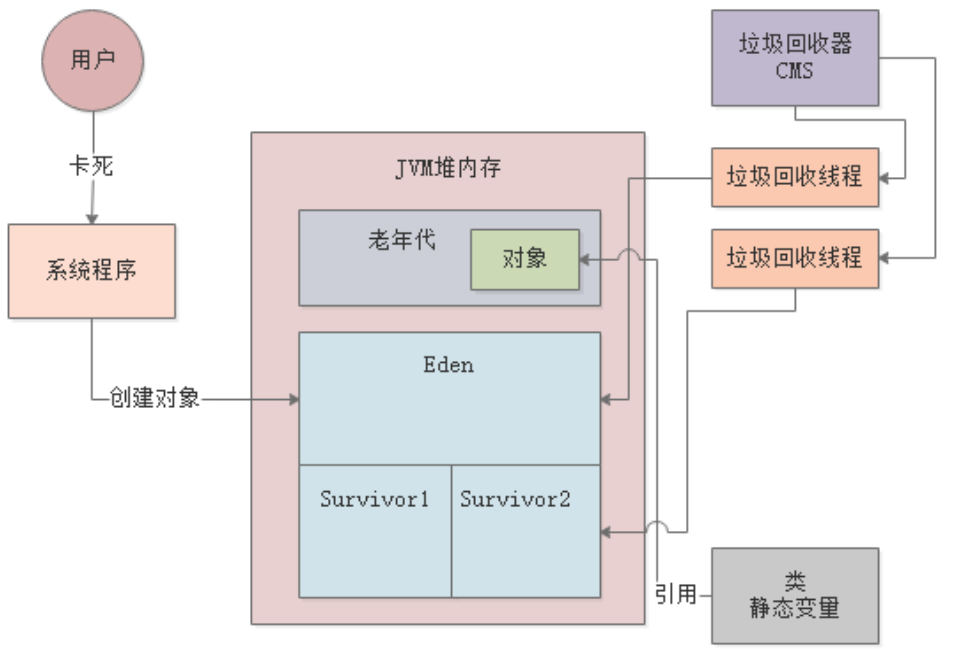 用户
垃圾回收器
CMS
卡死
JVM堆内存
垃圾回收线程
老年代
对象
垃圾回收线程
系统程序
Eden
创建对象
Survivor1
Survivor2
引用
类
静态变量